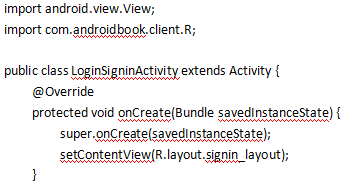 import android.view.View;
import com.androidbook.client.R;

public class LoginSigninActivity extends Activity {
    @Override
    protected void onCreate(Bundle savedInstanceState) {
        super.onCreate(savedInstanceState);
        setContentView(R.layout.signin_layout);
    }